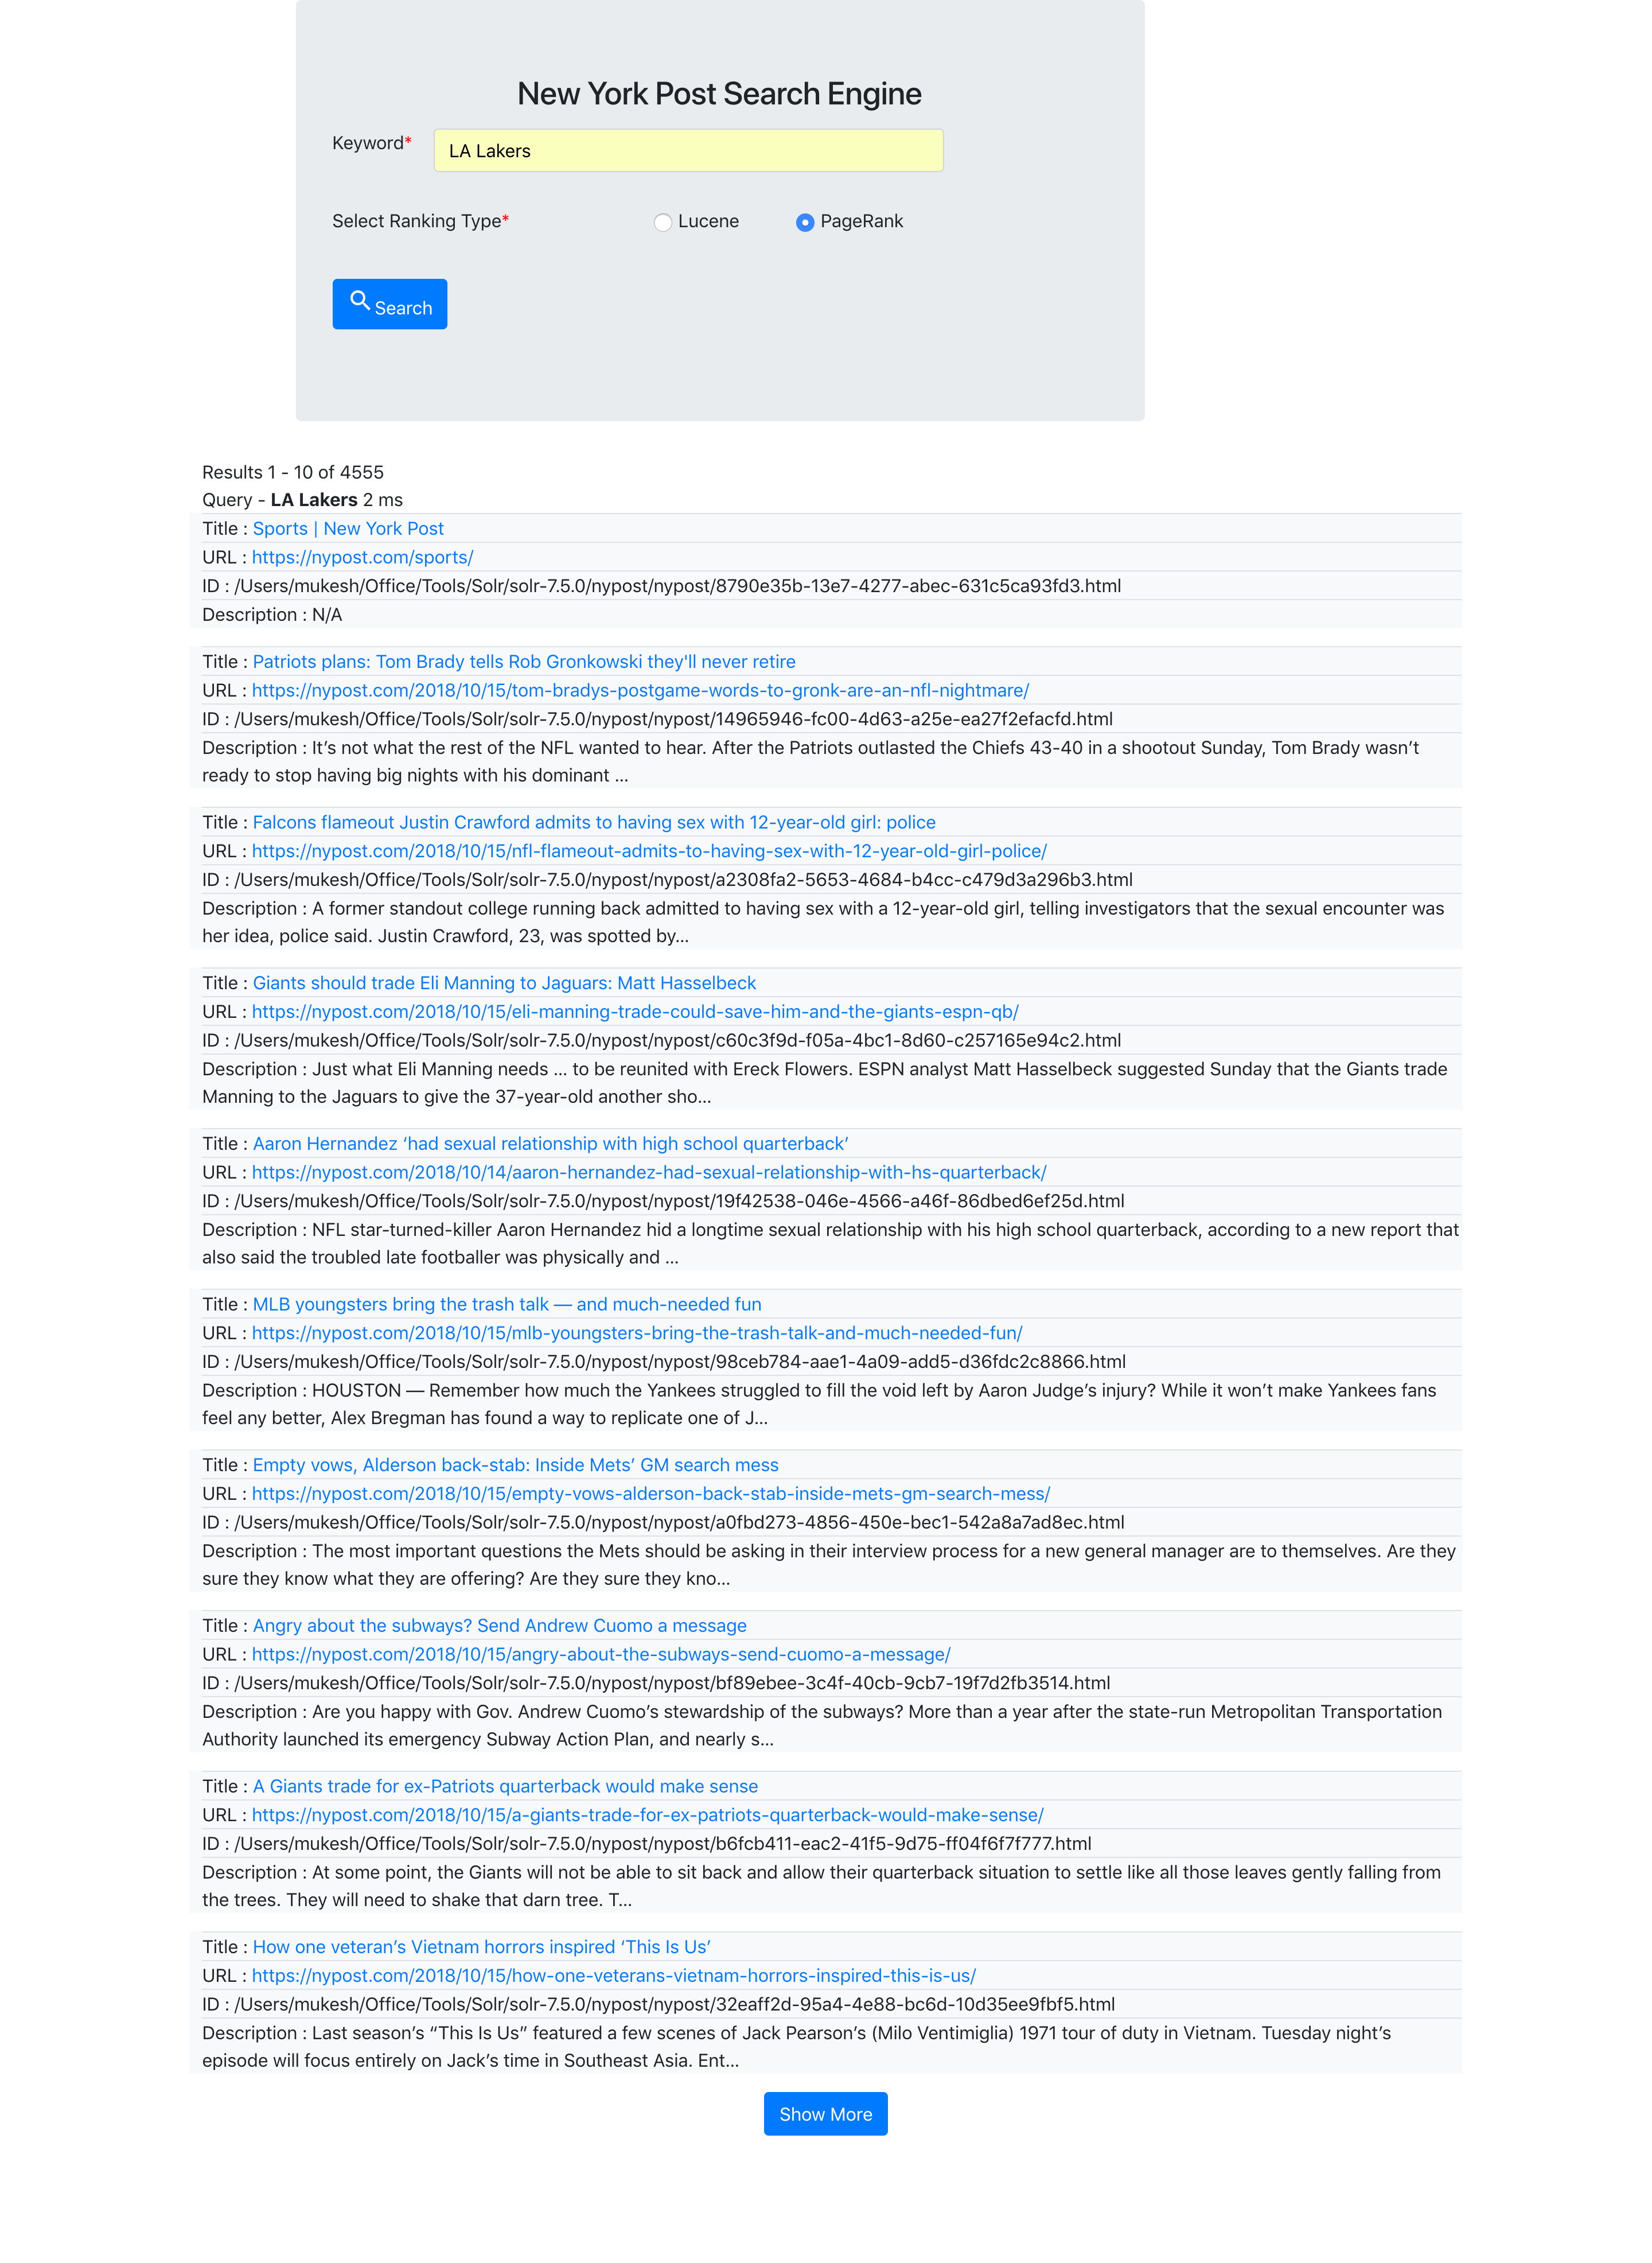 New York Post Search Engine
Keyword*
LA Lakers
Select Ranking Type*
Lucene
PageRank
Search
Results 1 - 10 of 4555
Query - LA Lakers 2 ms
Title : Sports | New York Post
URL : https://nypost.com/sports/
ID : /Users/mukesh/Office/Tools/Solr/solr-7.5.0/nypost/nypost/8790e35b-13e7-4277-abec-631c5ca93fd3.html
Description : N/A
Title : Patriots plans: Tom Brady tells Rob Gronkowski they'll never retire
URL : https://nypost.com/2018/10/15/tom-bradys-postgame-words-to-gronk-are-an-nfl-nightmare/
ID : /Users/mukesh/Office/Tools/Solr/solr-7.5.0/nypost/nypost/14965946-fc00-4d63-a25e-ea27f2efacfd.html
Description : It’s not what the rest of the NFL wanted to hear. After the Patriots outlasted the Chiefs 43-40 in a shootout Sunday, Tom Brady wasn’t
ready to stop having big nights with his dominant ...
Title : Falcons flameout Justin Crawford admits to having sex with 12-year-old girl: police
URL : https://nypost.com/2018/10/15/nfl-flameout-admits-to-having-sex-with-12-year-old-girl-police/
ID : /Users/mukesh/Office/Tools/Solr/solr-7.5.0/nypost/nypost/a2308fa2-5653-4684-b4cc-c479d3a296b3.html
Description : A former standout college running back admitted to having sex with a 12-year-old girl, telling investigators that the sexual encounter was
her idea, police said. Justin Crawford, 23, was spotted by...
Title : Giants should trade Eli Manning to Jaguars: Matt Hasselbeck
URL : https://nypost.com/2018/10/15/eli-manning-trade-could-save-him-and-the-giants-espn-qb/
ID : /Users/mukesh/Office/Tools/Solr/solr-7.5.0/nypost/nypost/c60c3f9d-f05a-4bc1-8d60-c257165e94c2.html
Description : Just what Eli Manning needs ... to be reunited with Ereck Flowers. ESPN analyst Matt Hasselbeck suggested Sunday that the Giants trade
Manning to the Jaguars to give the 37-year-old another sho...
Title : Aaron Hernandez ‘had sexual relationship with high school quarterback’
URL : https://nypost.com/2018/10/14/aaron-hernandez-had-sexual-relationship-with-hs-quarterback/
ID : /Users/mukesh/Office/Tools/Solr/solr-7.5.0/nypost/nypost/19f42538-046e-4566-a46f-86dbed6ef25d.html
Description : NFL star-turned-killer Aaron Hernandez hid a longtime sexual relationship with his high school quarterback, according to a new report that
also said the troubled late footballer was physically and ...
Title : MLB youngsters bring the trash talk — and much-needed fun
URL : https://nypost.com/2018/10/15/mlb-youngsters-bring-the-trash-talk-and-much-needed-fun/
ID : /Users/mukesh/Office/Tools/Solr/solr-7.5.0/nypost/nypost/98ceb784-aae1-4a09-add5-d36fdc2c8866.html
Description : HOUSTON — Remember how much the Yankees struggled to fill the void left by Aaron Judge’s injury? While it won’t make Yankees fans
feel any better, Alex Bregman has found a way to replicate one of J...
Title : Empty vows, Alderson back-stab: Inside Mets’ GM search mess
URL : https://nypost.com/2018/10/15/empty-vows-alderson-back-stab-inside-mets-gm-search-mess/
ID : /Users/mukesh/Office/Tools/Solr/solr-7.5.0/nypost/nypost/a0fbd273-4856-450e-bec1-542a8a7ad8ec.html
Description : The most important questions the Mets should be asking in their interview process for a new general manager are to themselves. Are they
sure they know what they are offering? Are they sure they kno...
Title : Angry about the subways? Send Andrew Cuomo a message
URL : https://nypost.com/2018/10/15/angry-about-the-subways-send-cuomo-a-message/
ID : /Users/mukesh/Office/Tools/Solr/solr-7.5.0/nypost/nypost/bf89ebee-3c4f-40cb-9cb7-19f7d2fb3514.html
Description : Are you happy with Gov. Andrew Cuomo’s stewardship of the subways? More than a year after the state-run Metropolitan Transportation
Authority launched its emergency Subway Action Plan, and nearly s...
Title : A Giants trade for ex-Patriots quarterback would make sense
URL : https://nypost.com/2018/10/15/a-giants-trade-for-ex-patriots-quarterback-would-make-sense/
ID : /Users/mukesh/Office/Tools/Solr/solr-7.5.0/nypost/nypost/b6fcb411-eac2-41f5-9d75-ff04f6f7f777.html
Description : At some point, the Giants will not be able to sit back and allow their quarterback situation to settle like all those leaves gently falling from
the trees. They will need to shake that darn tree. T...
Title : How one veteran’s Vietnam horrors inspired ‘This Is Us’
URL : https://nypost.com/2018/10/15/how-one-veterans-vietnam-horrors-inspired-this-is-us/
ID : /Users/mukesh/Office/Tools/Solr/solr-7.5.0/nypost/nypost/32eaff2d-95a4-4e88-bc6d-10d35ee9fbf5.html
Description : Last season’s “This Is Us” featured a few scenes of Jack Pearson’s (Milo Ventimiglia) 1971 tour of duty in Vietnam. Tuesday night’s
episode will focus entirely on Jack’s time in Southeast Asia. Ent...
Show More